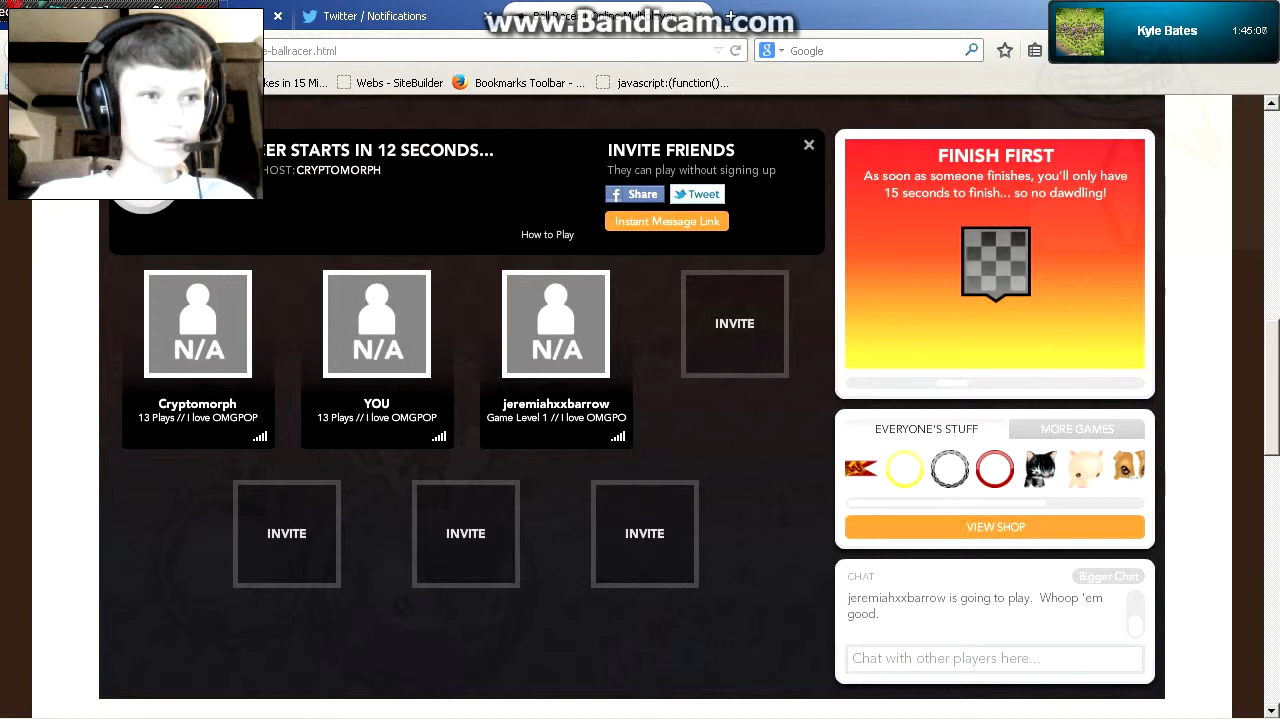 Twitter / Notifications
www.Bandicam.com
Kyle Bates
1:45:07
e-ballracer.html
Google
kes in 15 Mi...
Webs - SiteBuilder
Bookmarks Toolbar - ...
javascript:(function()...
ER STARTS IN 12 SECONDS...
HOST: CRYPTOMORPH
How to Play
INVITE FRIENDS
They can play without signing up
f Share
Tweet
Instant Message Link
FINISH FIRST
As soon as someone finishes, you'll only have
15 seconds to finish... so no dawdling!
N/A
N/A
N/A
INVITE
Cryptomorph
13 Plays // I love OMGPOP
YOU
13 Plays // I love OMGPOP
jeremiahxxbarrow
Game Level 1 // I love OMGPO
INVITE
INVITE
INVITE
EVERYONE'S STUFF
MORE GAMES
VIEW SHOP
CHAT
Bigger Chat
jeremiahxxbarrow is going to play. Whoop 'em
good.
Chat with other players here...